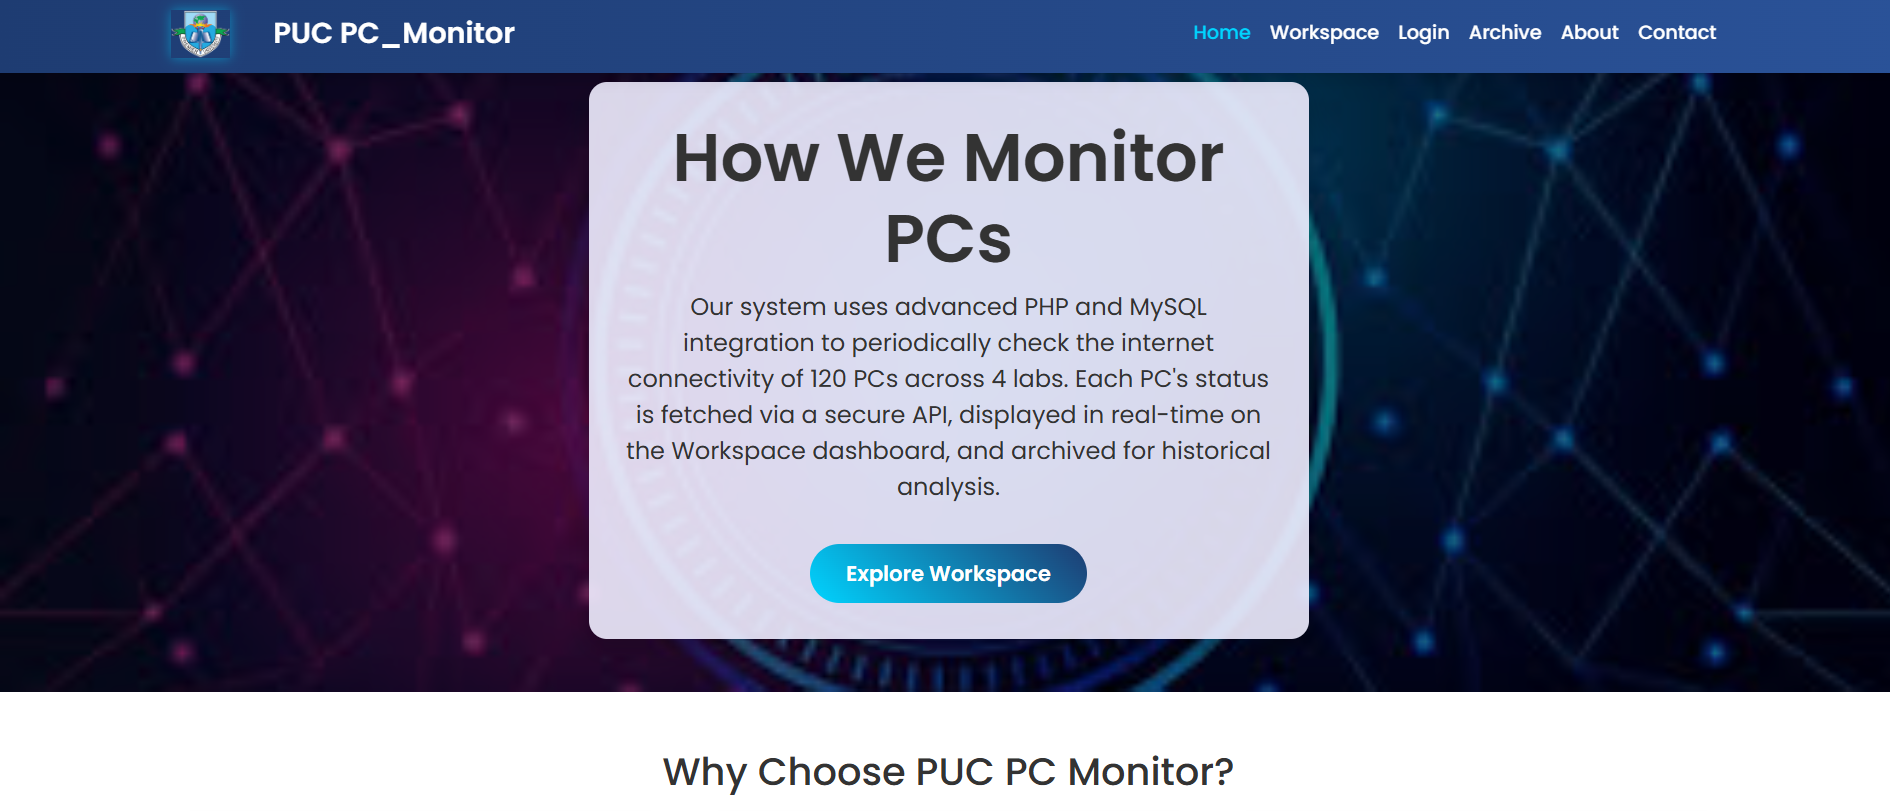 PUC PC_Monitor
Home Workspace Login Archive About Contact
How We Monitor
PCs
Our system uses advanced PHP and MySQL
integration to periodically check the internet
connectivity of 120 PCs across 4 labs. Each PC's status
is fetched via a secure API, displayed in real-time on
the Workspace dashboard, and archived for historical
analysis.
Explore Workspace
Why Choose PUC PC Monitor?